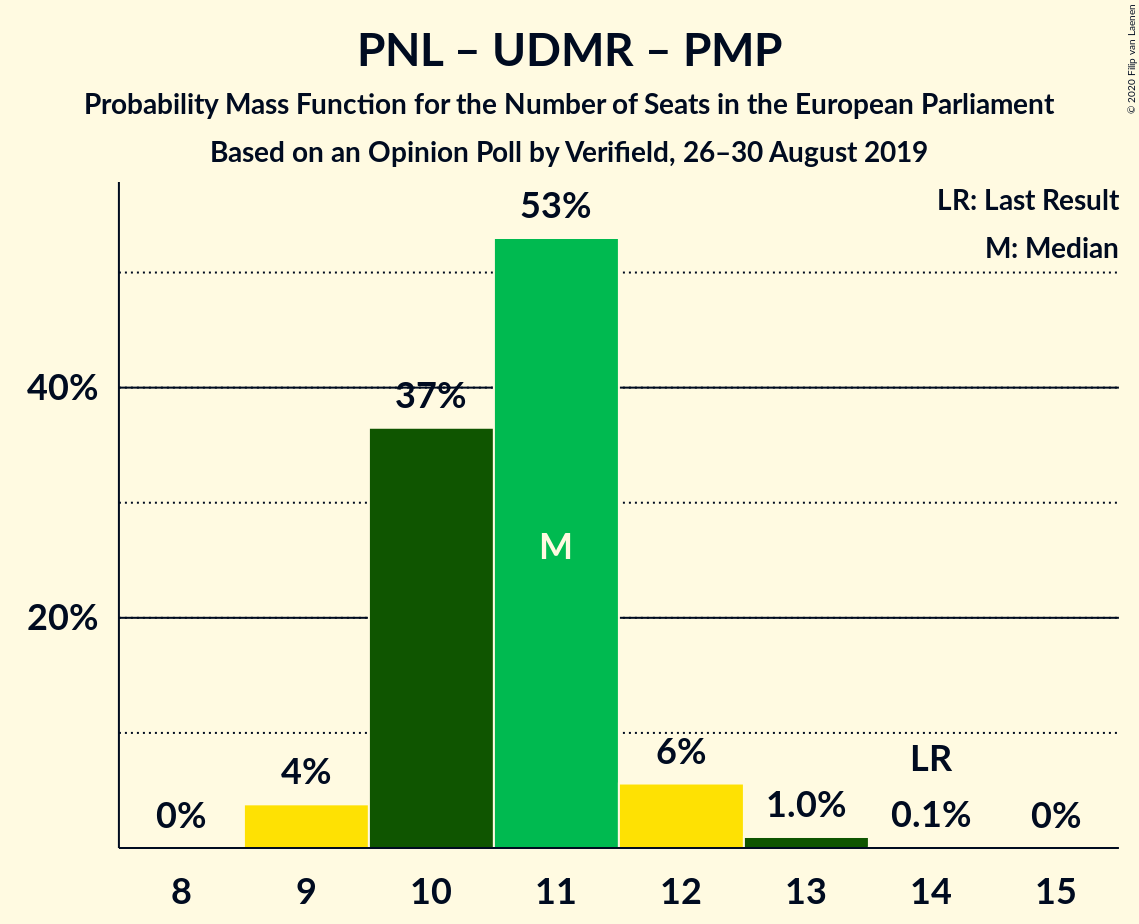 PNL – UDMR – PMP
Probability Mass Function for the Number of Seats in the European Parliament
Based on an Opinion Poll by Verifield, 26–30 August 2019
© 2020 Filip van Laenen
LR: Last Result
M: Median
53%
40%
37%
M
20%
6%
LR
4%
1.0%
0%
0.1%
0%
8 9 10 11 12 13 14 15